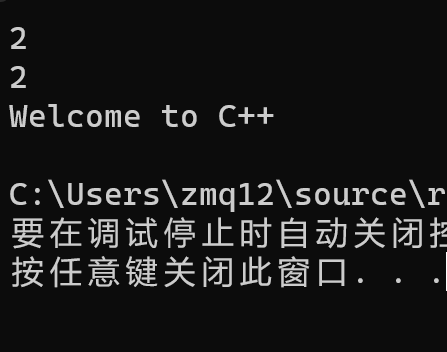 2
2
Welcome to C++
C:\Users\zmq12\source\r
要在调试停止时自动关闭控
按任意键关闭此窗口. . .